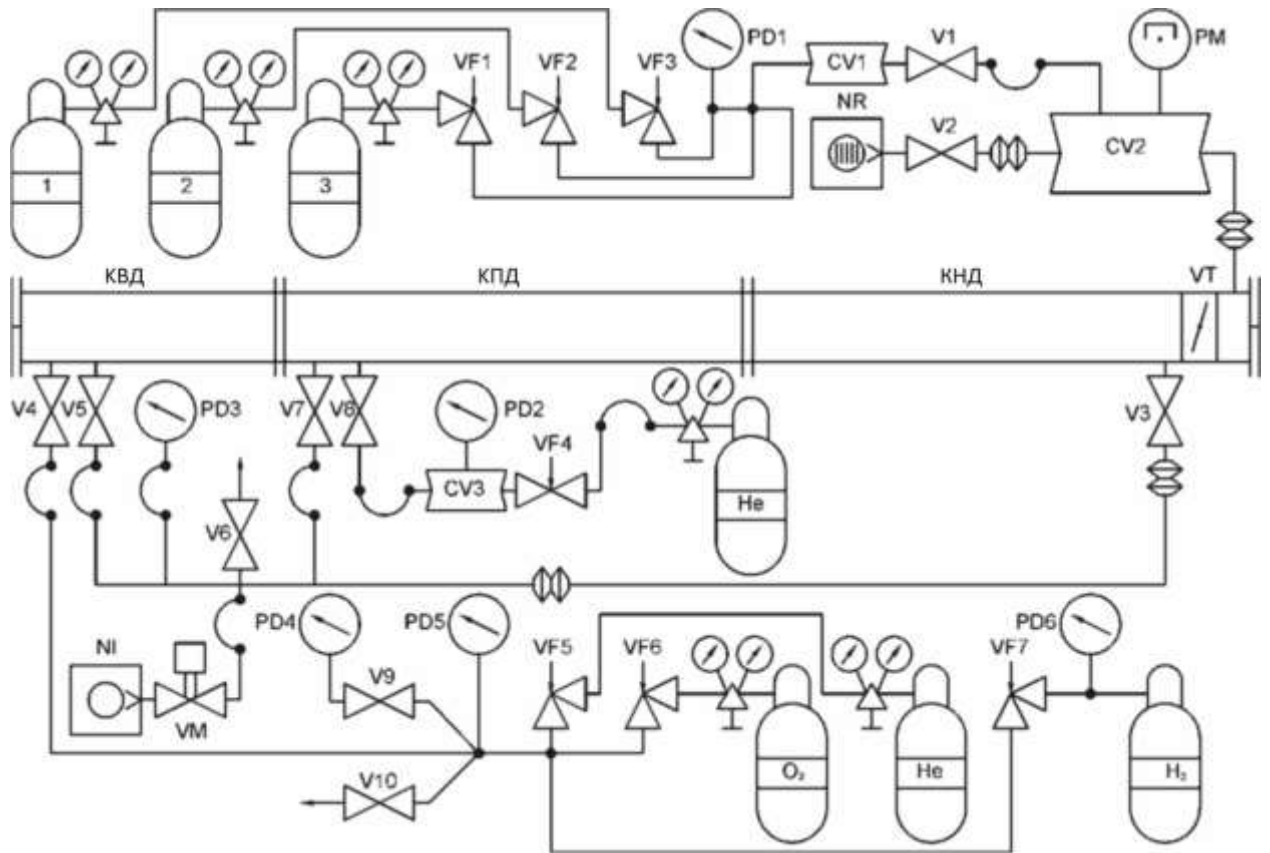 PD1
V1
PM
VF1
VF2
VF3
CV1
NR
V2
CV2
1
2
3
КВД
КПД
КНД
VT
V4
V5
PD3
V7
V8
PD2
VF4
V3
CV3
He
V6
PD4
PD5
VF5
VF6
VF7
PD6
NI
V9
VM
V10
O₂
He
H₂